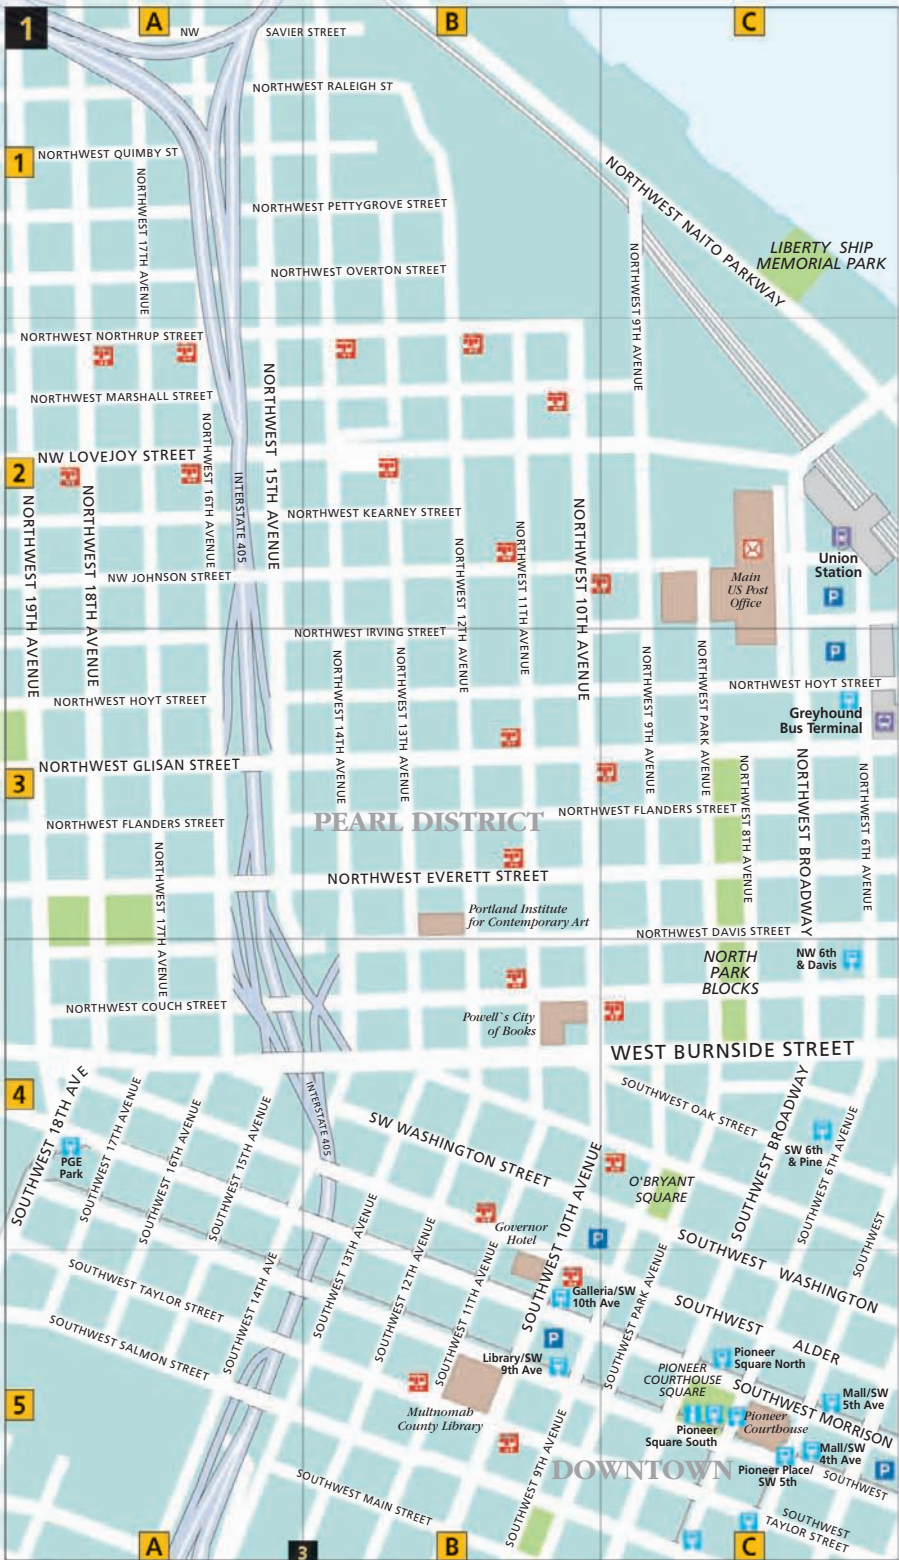 1
A
B
C
NW
SAVIER STREET
NORTHWEST RALEIGH ST
1
NORTHWEST QUIMBY ST
NORTHWEST 17TH AVENUE
NORTHWEST PETTYGROVE STREET
NORTHWEST NAITO PARKWAY
NORTHWEST OVERTON STREET
LIBERTY SHIP
MEMORIAL PARK
NORTHWEST 9TH AVENUE
NORTHWEST NORTHRUP STREET
NORTHWEST MARSHALL STREET
NORTHWEST 15TH AVENUE
NORTHWEST 16TH AVENUE
NW LOVEJOY STREET
2
INTERSTATE 405
NORTHWEST 19TH AVENUE
NORTHWEST 18TH AVENUE
NORTHWEST KEARNEY STREET
NORTHWEST 12TH AVENUE
NORTHWEST 11TH AVENUE
NORTHWEST 10TH AVENUE
Main
US Post
Office
Union
Station
P
NW JOHNSON STREET
NORTHWEST IRVING STREET
P
NORTHWEST 14TH AVENUE
NORTHWEST 13TH AVENUE
NORTHWEST 9TH AVENUE
NORTHWEST PARK AVENUE
NORTHWEST HOYT STREET
NORTHWEST HOYT STREET
Greyhound
Bus Terminal
3
NORTHWEST GLISAN STREET
NORTHWEST 8TH AVENUE
NORTHWEST BROADWAY
NORTHWEST 6TH AVENUE
NORTHWEST FLANDERS STREET
NORTHWEST FLANDERS STREET
PEARL DISTRICT
NORTHWEST 17TH AVENUE
NORTHWEST EVERETT STREET
Portland Institute
for Contemporary Art
NORTHWEST DAVIS STREET
NORTH
PARK
BLOCKS
NW 6th
& Davis
NORTHWEST COUCH STREET
Powell`s City
of Books
WEST BURNSIDE STREET
4
SOUTHWEST 18TH AVE
SOUTHWEST 17TH AVENUE
SOUTHWEST 16TH AVENUE
SOUTHWEST 15TH AVENUE
INTERSTATE 405
SW WASHINGTON STREET
SOUTHWEST OAK STREET
SOUTHWEST BROADWAY
SW 6th
& Pine
SOUTHWEST 6TH AVENUE
PGE
Park
O'BRYANT
SQUARE
Governor
Hotel
SOUTHWEST 10TH AVENUE
P
SOUTHWEST
SOUTHWEST WASHINGTON
SOUTHWEST TAYLOR STREET
SOUTHWEST 14TH AVE
SOUTHWEST 13TH AVENUE
SOUTHWEST 12TH AVENUE
SOUTHWEST 11TH AVENUE
SOUTHWEST PARK AVENUE
Galleria/SW
10th Ave
SOUTHWEST ALDER
SOUTHWEST SALMON STREET
P
Library/SW
9th Ave
Pioneer
Square North
PIONEER
COURTHOUSE
SQUARE
SOUTHWEST MORRISON
Mall/SW
5th Ave
5
Multnomah
County Library
Pioneer
Courthouse
Pioneer
Square South
Mall/SW
4th Ave
SOUTHWEST 9TH AVENUE
DOWNTOWN
Pioneer Place/
SW 5th
P
SOUTHWEST
SOUTHWEST MAIN STREET
SOUTHWEST
TAYLOR STREET
A
3
B
C